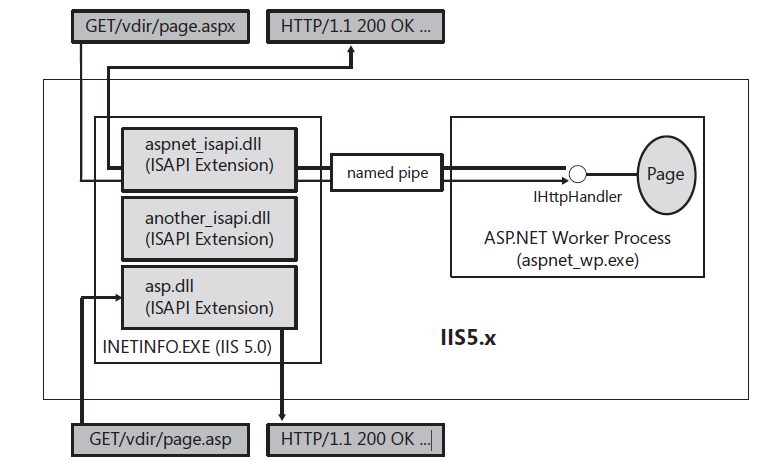 GET/vdir/page.aspx
HTTP/1.1 200 OK ...
aspnet_isapi.dll
(ISAPI Extension)
named pipe
Page
IHttpHandler
another_isapi.dll
(ISAPI Extension)
ASP.NET Worker Process
(aspnet_wp.exe)
asp.dll
(ISAPI Extension)
INETINFO.EXE (IIS 5.0)
IIS5.x
GET/vdir/page.asp
HTTP/1.1 200 OK ...